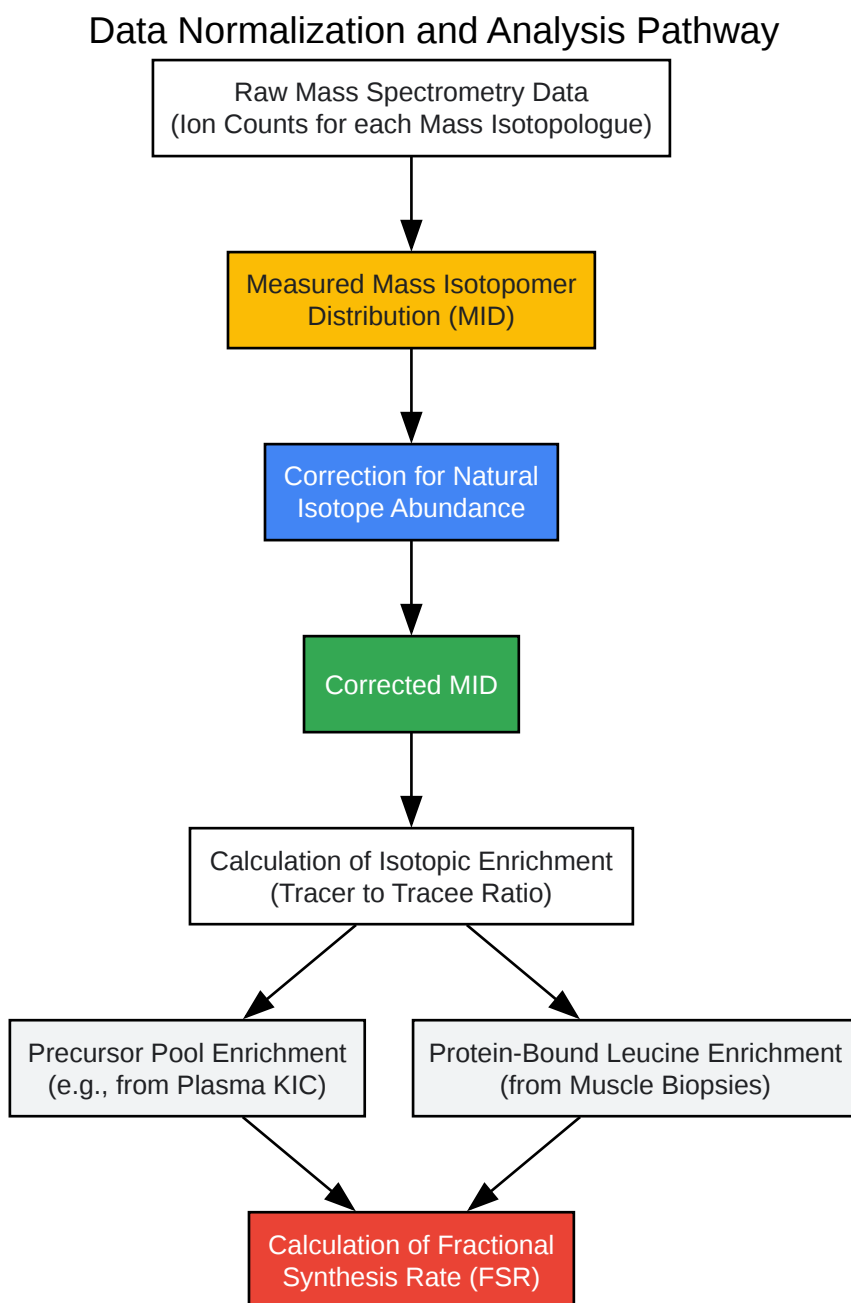 Data Normalization and Analysis Pathway
Raw Mass Spectrometry Data
(Ion Counts for each Mass Isotopologue)
Measured Mass Isotopomer
Distribution (MID)
Correction for Natural
Isotope Abundance
Corrected MID
Calculation of Isotopic Enrichment
(Tracer to Tracee Ratio)
Precursor Pool Enrichment
(e.g., from Plasma KIC)
Protein-Bound Leucine Enrichment
(from Muscle Biopsies)
Calculation of Fractional
Synthesis Rate (FSR)